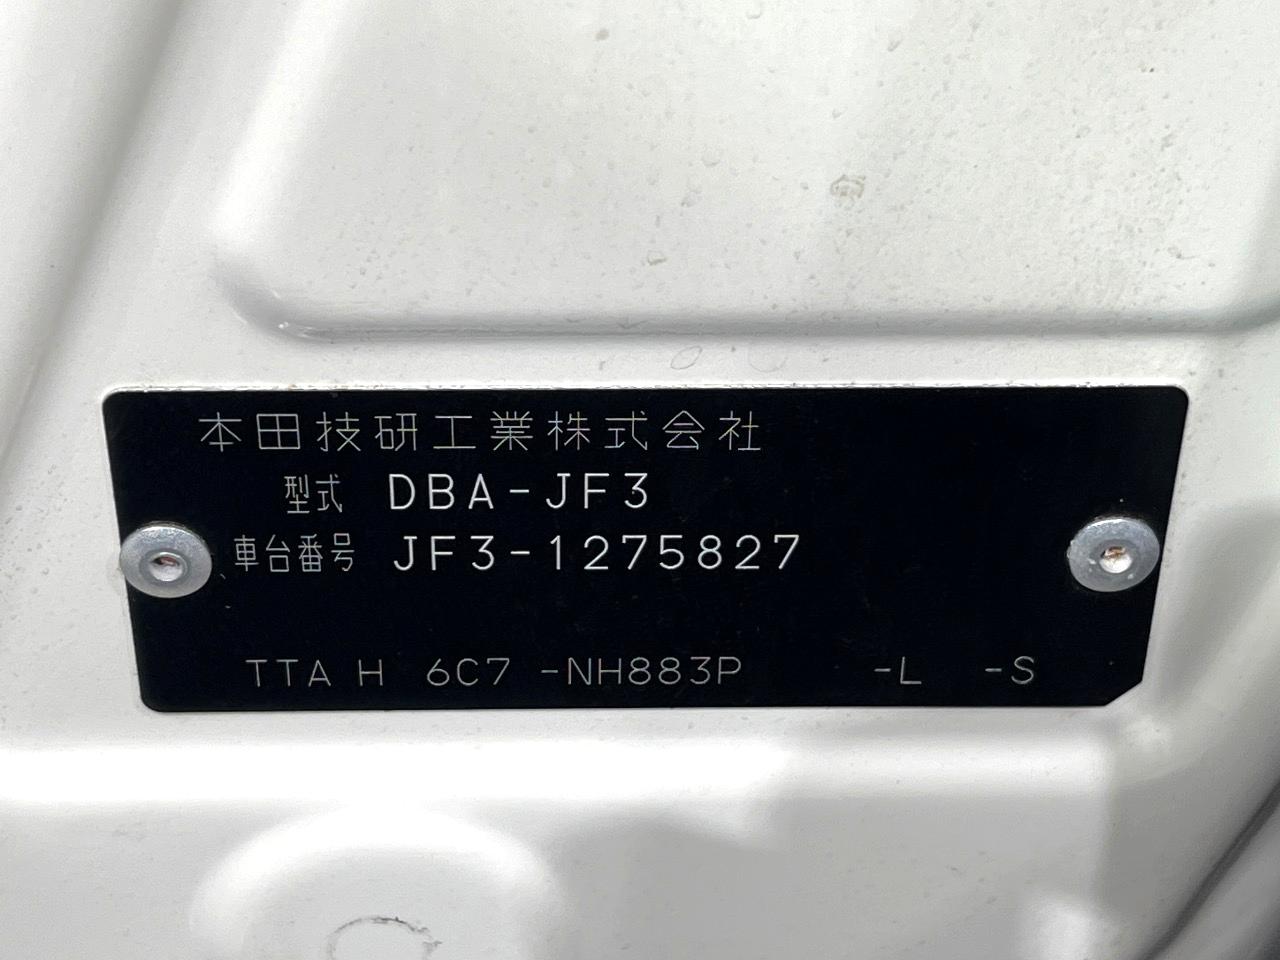 本田技研工業株式会社
型式 DBA-JF3
車台番号 JF3-1275827
TTA H 6C7 -NH883P -L -S